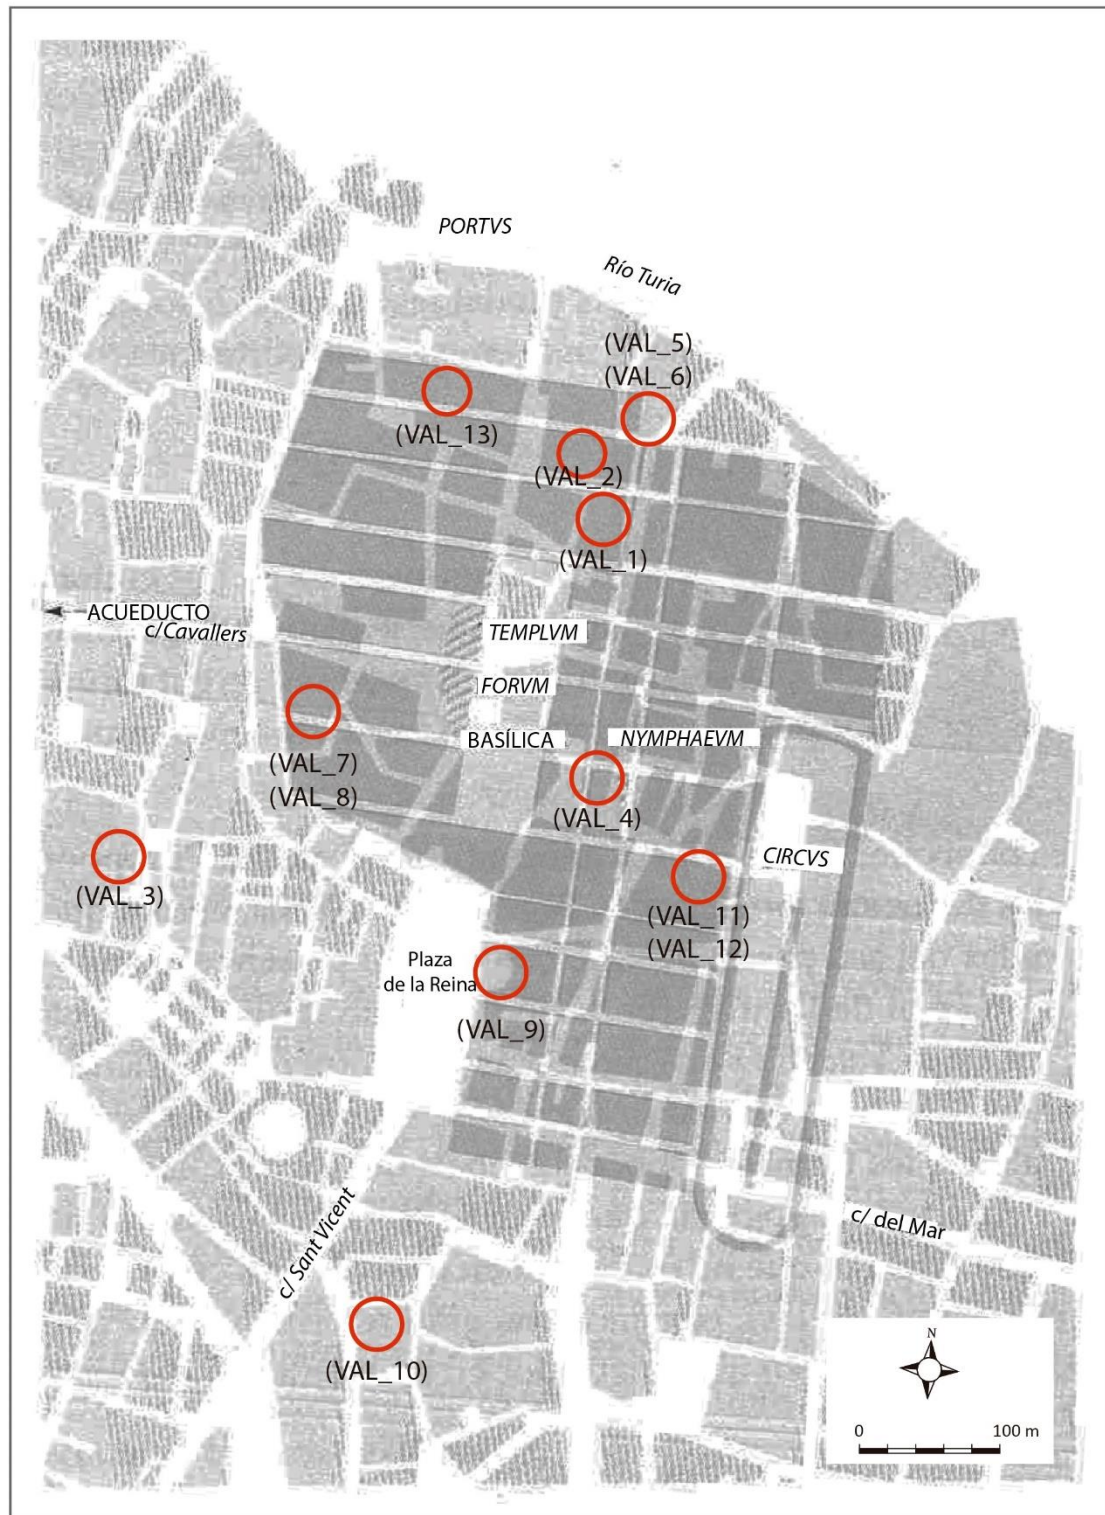 PORTVS
Río Turia
(VAL_5)
(VAL_6)
(VAL_13)
(VAL_2)
(VAL_1)
ACUEDUCTO
c/Cavallers
TEMPLVM
FORVM
BASÍLICA
NYMPHAEVM
(VAL_7)
(VAL_8)
(VAL_4)
CIRCVS
(VAL_3)
(VAL_11)
(VAL_12)
Plaza
de la Reina
(VAL_9)
c/ Sant Vicent
c/ del Mar
(VAL_10)
N
0 100 m